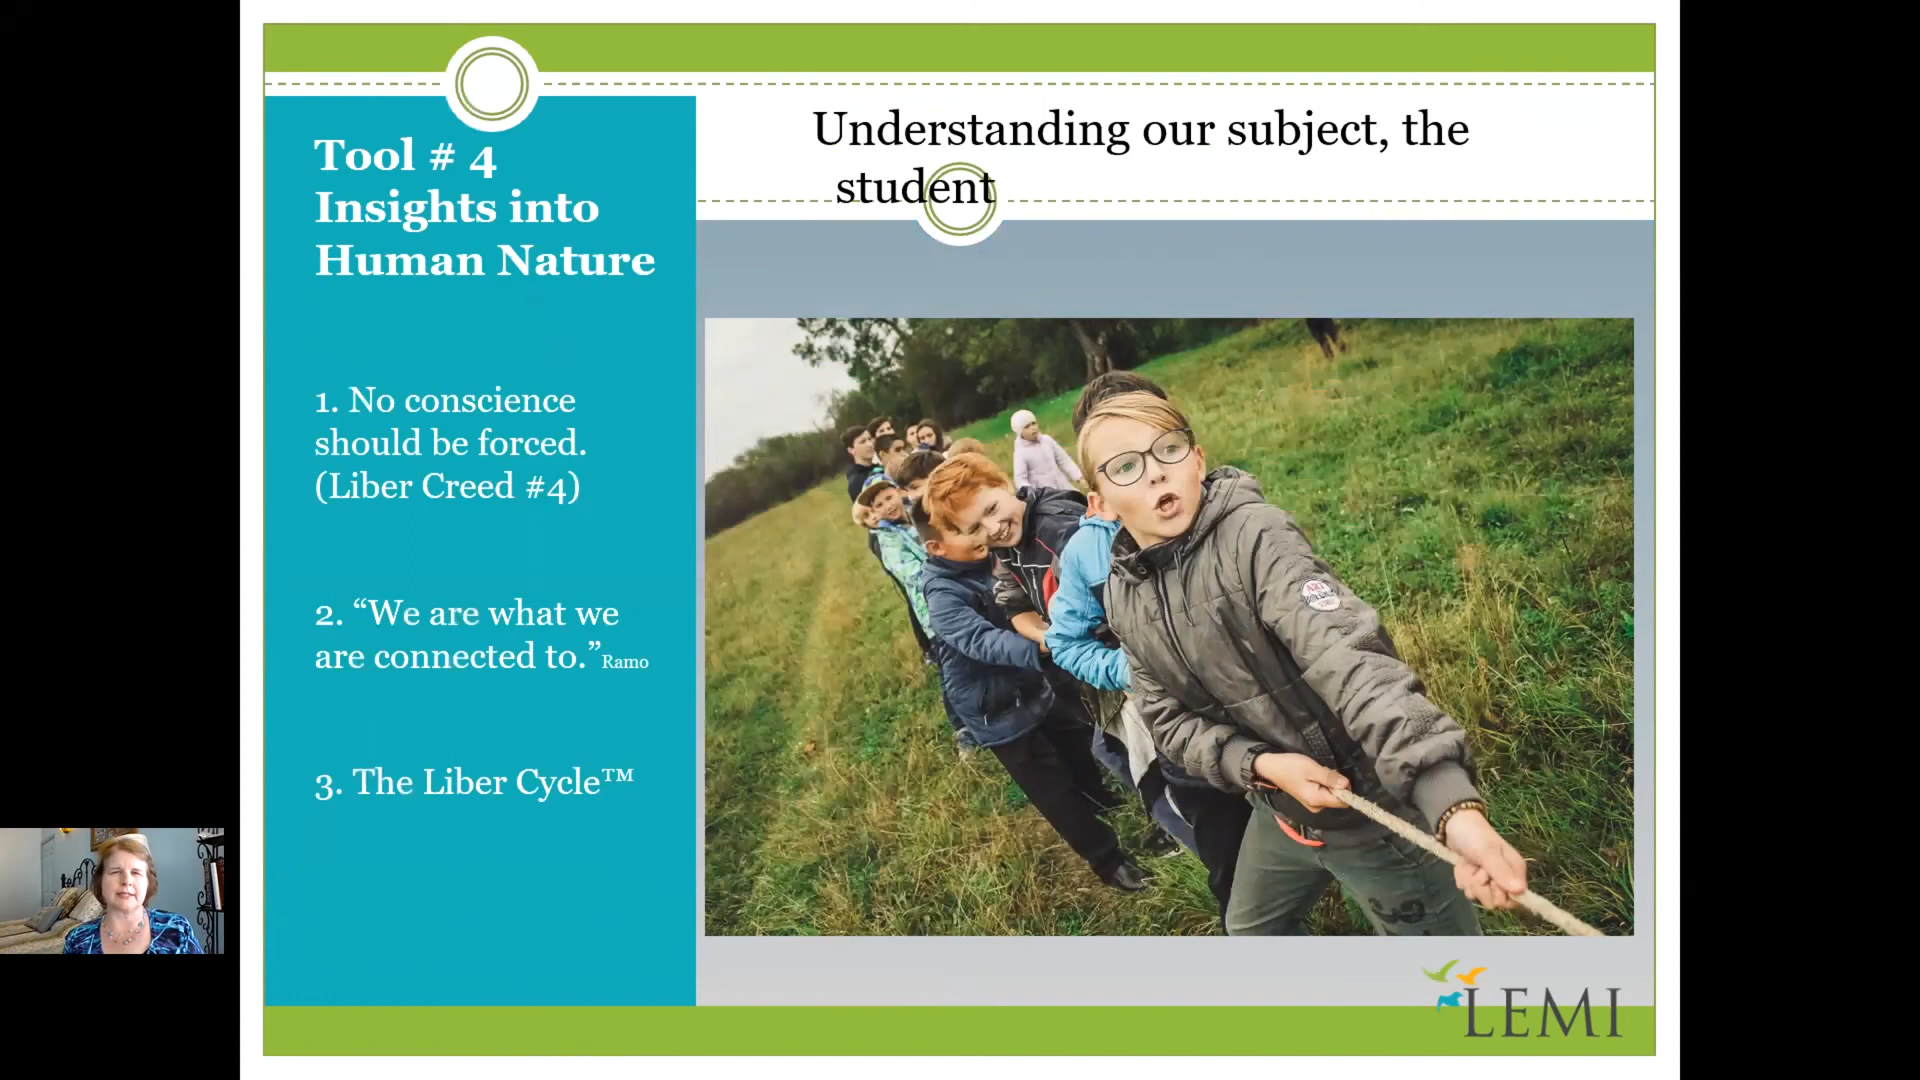 Tool # 4
Insights into
Human Nature
1. No conscience
should be forced.
(Liber Creed #4)
2. “We are what we
are connected to.”Ramo
3. The Liber Cycle™
Understanding our subject, the
student
ART
LEMI